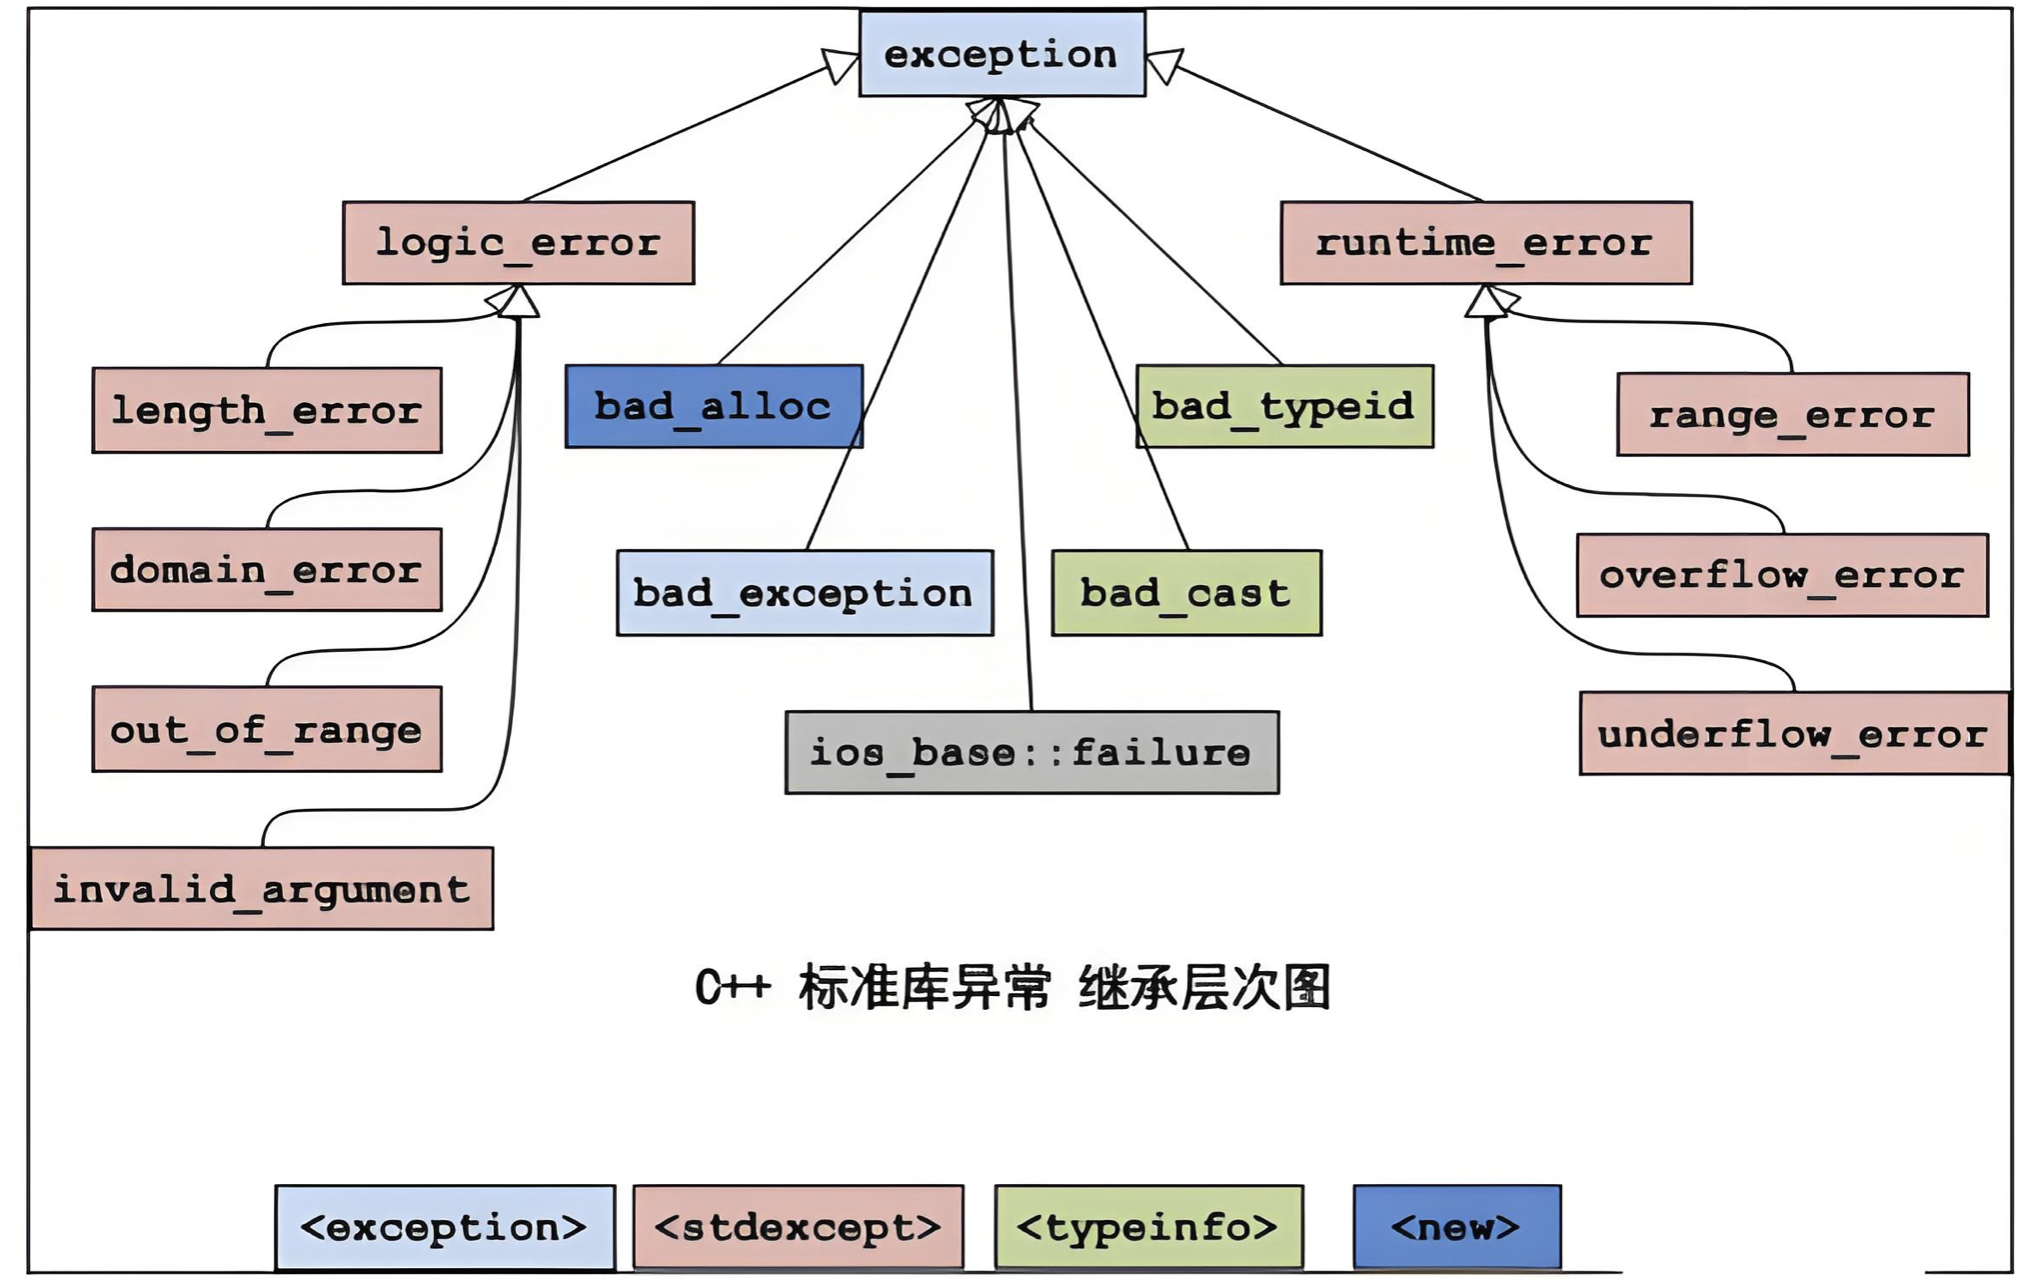 exception
logic_error
runtime_error
length_error
bad_alloc
bad_typeid
range_error
domain_error
bad_exception
bad_cast
overflow_error
out_of_range
ios_base::failure
underflow_error
invalid_argument
C++ 标准库异常 继承层次图
<exception>
<stdexcept>
<typeinfo>
<new>